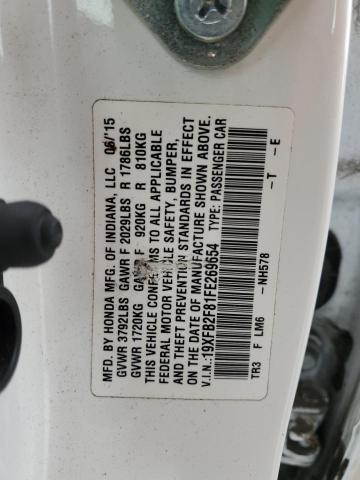 MFD. BY HONDA MFG. OF INDIANA, LLC 06/15
GVWR 3792LBS GAWR F 2029LBS R 1786LBS
GVWR 1720KG GAWR F 920KG R 810KG
THIS VEHICLE CONFORMS TO ALL APPLICABLE
FEDERAL MOTOR VEHICLE SAFETY, BUMPER,
AND THEFT PREVENTION STANDARDS IN EFFECT
ON THE DATE OF MANUFACTURE SHOWN ABOVE.
V.I.N.:19XFB2F81FE269654 TYPE: PASSENGER CAR
TR3 F LM6 -NH578 -T -E